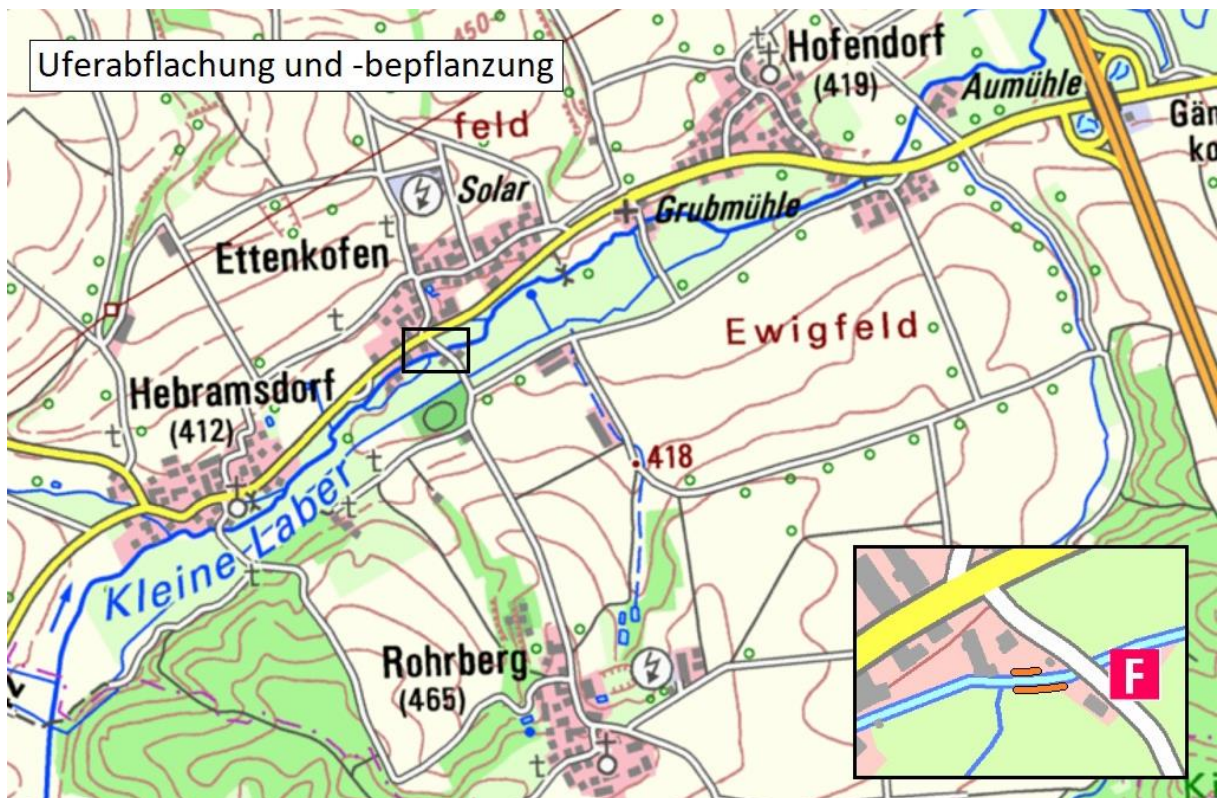 Uferabflachung und -bepflanzung
450
Hofendorf
(419)
Aumühle
feld
Solar
Grubmühle
Ettenkofen
Ewigfeld
Hebramsdorf
(412)
418
Kleine Laber
Rohrberg
(465)
F